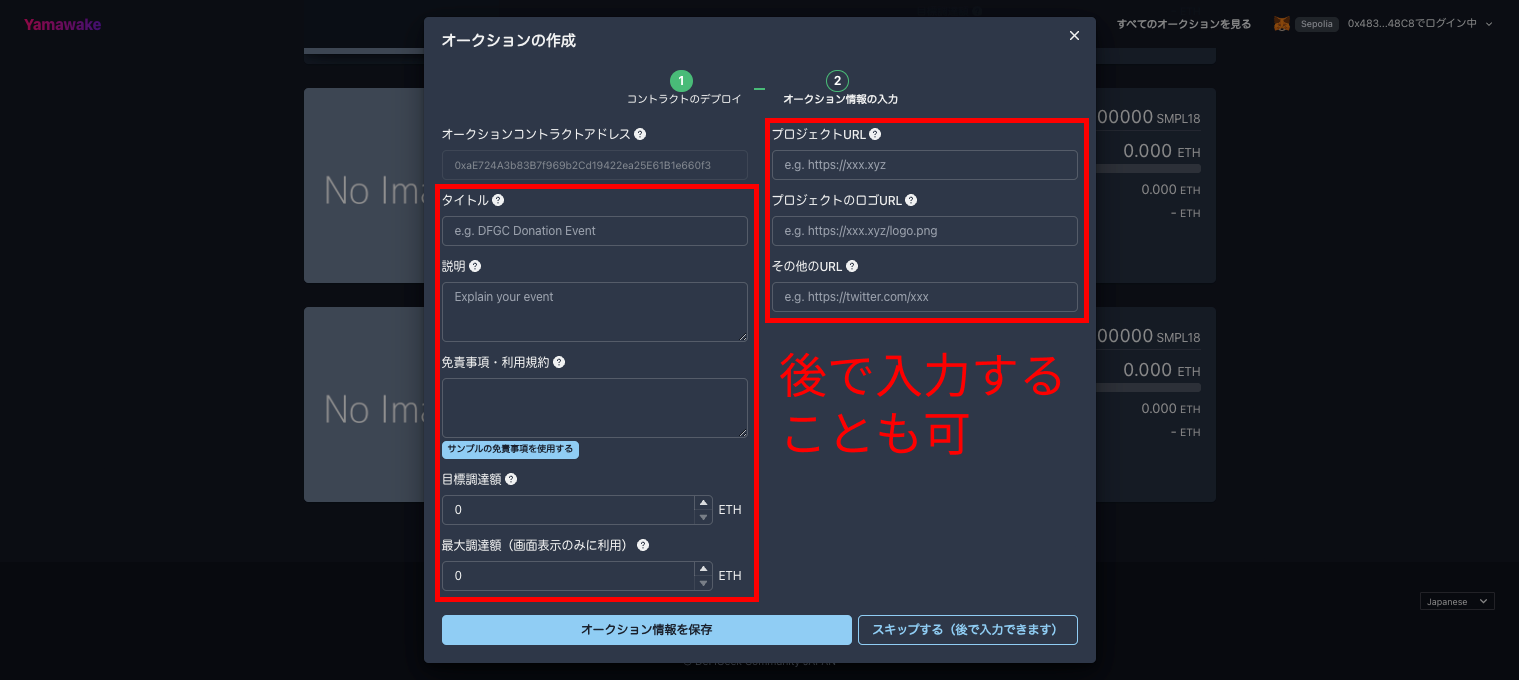 Yamawake
すべてのオークションを見る
Sepolia
0x483...48C8でログイン中
オークションの作成
1
コントラクトのデプロイ
2
オークション情報の入力
オークションコントラクトアドレス
0xaE724A3b83B7f969b2Cd19422ea25E61B1e660f3
タイトル
e.g. DFGC Donation Event
説明
Explain your event
免責事項・利用規約
サンプルの免責事項を使用する
目標調達額
0 ETH
最大調達額（画面表示のみに利用）
0 ETH
プロジェクトURL
e.g. https://xxx.xyz
プロジェクトのロゴURL
e.g. https://xxx.xyz/logo.png
その他のURL
e.g. https://twitter.com/xxx
後で入力する
ことも可
オークション情報を保存
スキップする（後で入力できます）
No Ima
00000 SMPL18
0.000 ETH
0.000 ETH
- ETH
No Ima
00000 SMPL18
0.000 ETH
0.000 ETH
- ETH
Japanese